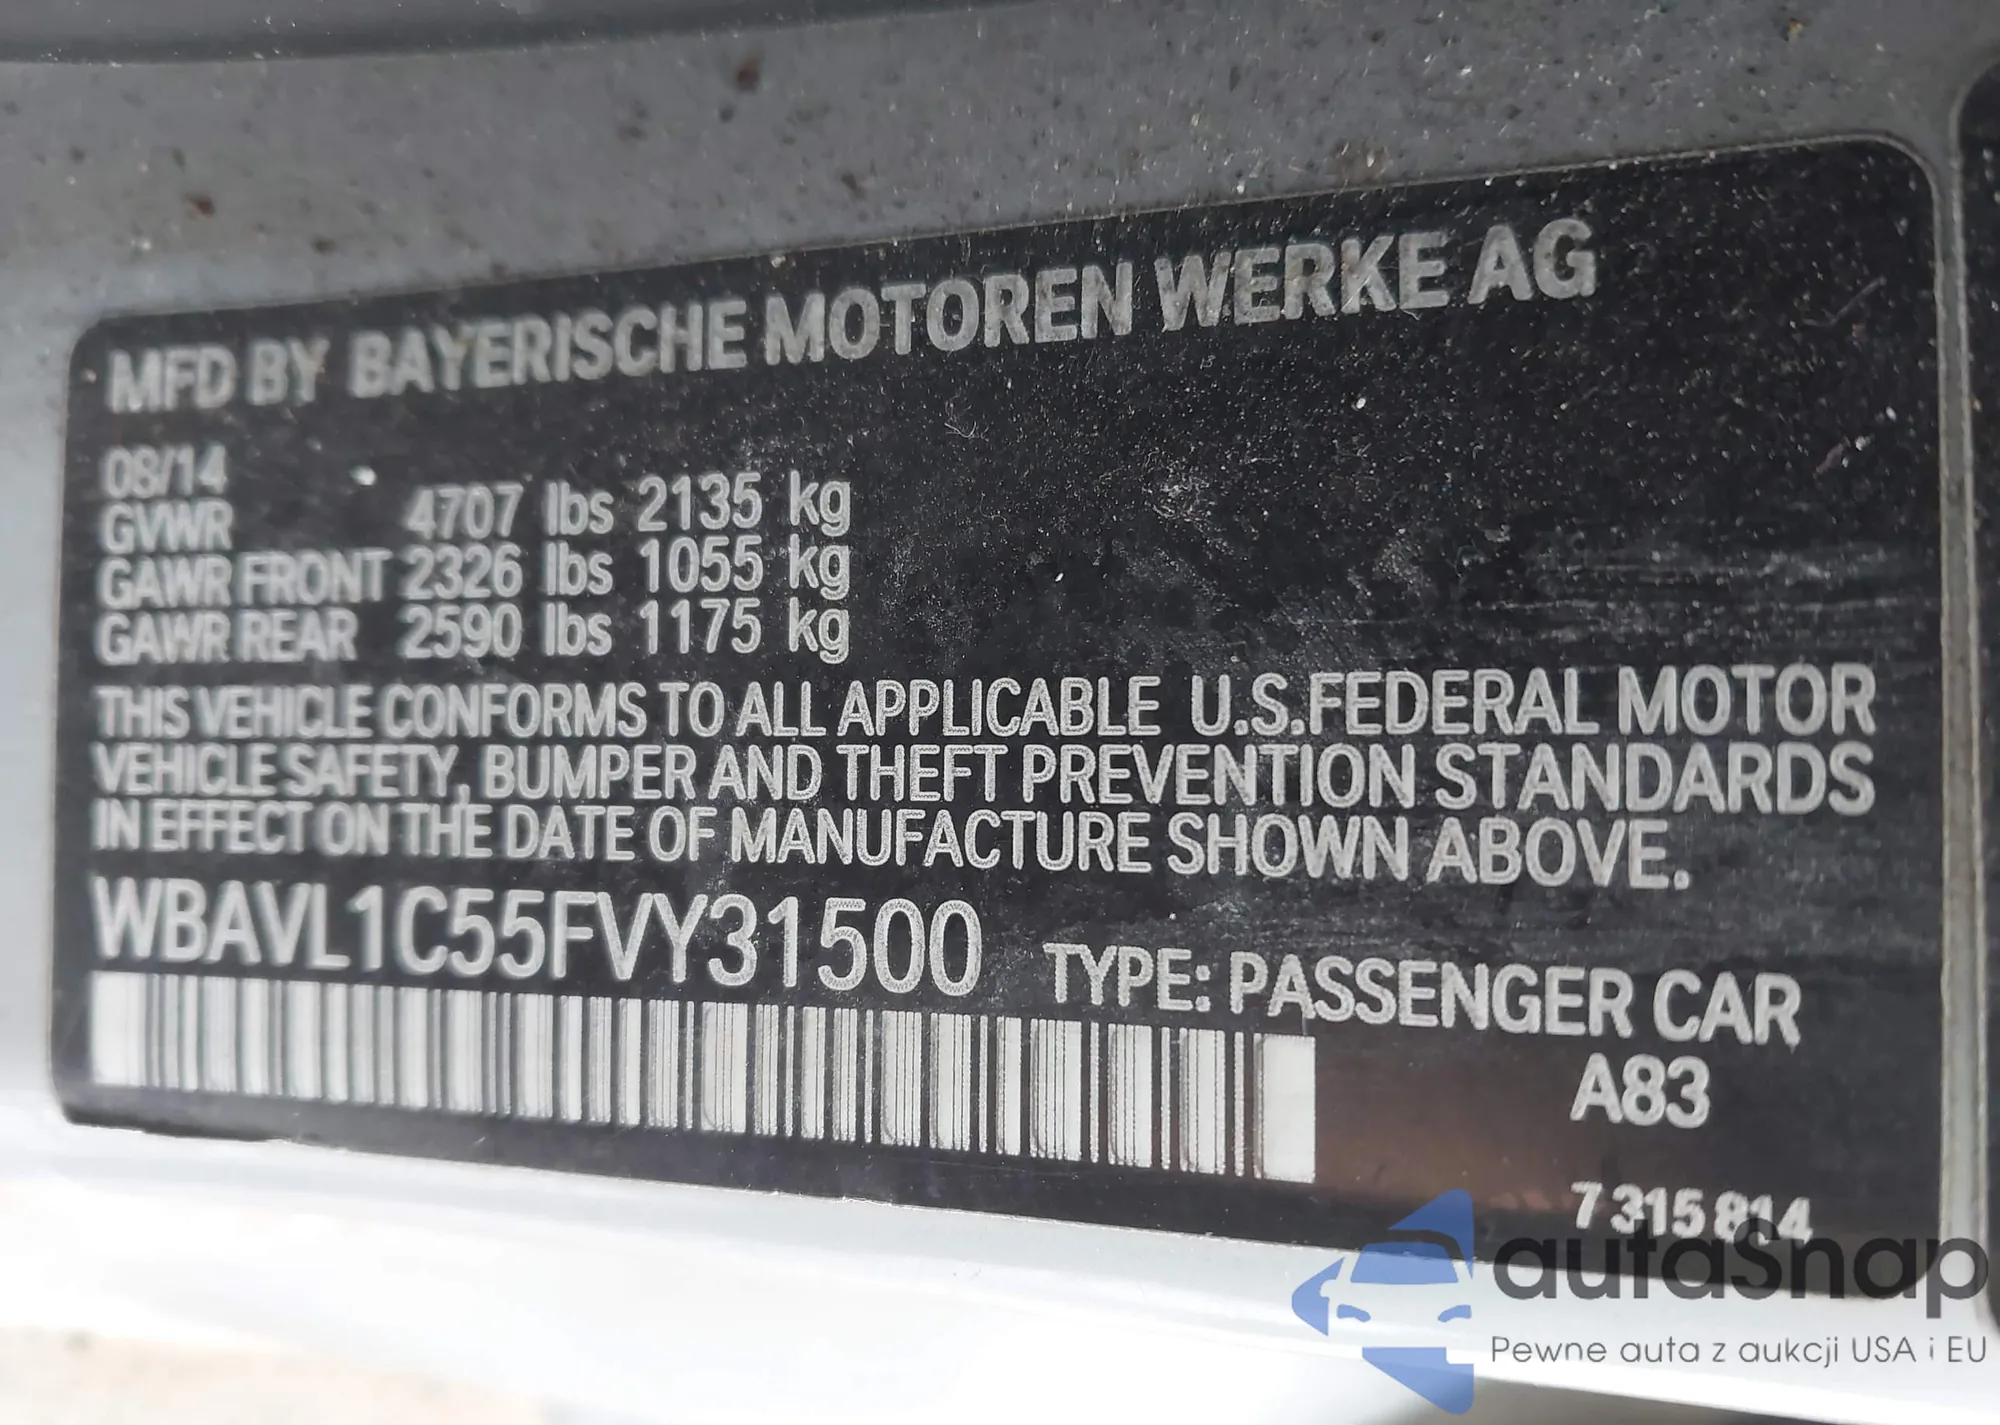 MFD BY BAYERISCHE MOTOREN WERKE AG
08/14
GVWR 4707 lbs 2135 kg
GAWR FRONT 2326 lbs 1055 kg
GAWR REAR 2590 lbs 1175 kg
THIS VEHICLE CONFORMS TO ALL APPLICABLE U.S.FEDERAL MOTOR
VEHICLE SAFETY, BUMPER AND THEFT PREVENTION STANDARDS
IN EFFECT ON THE DATE OF MANUFACTURE SHOWN ABOVE.
WBAVL1C55FVY31500 TYPE: PASSENGER CAR
A83
7 315 814
autaSnap
Pewne auta z aukcji USA i EU